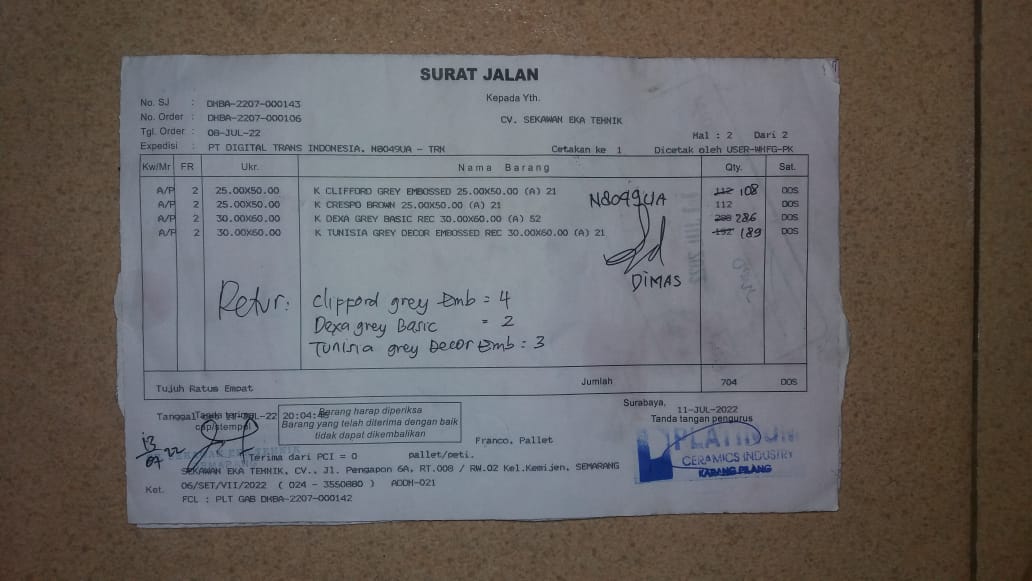 SURAT JALAN
Kepada Yth.
No. SJ : DHBA-2207-000143
No. Order : DHBA-2207-000106
CV. SEKAWAN EKA TEHNIK
Tgl. Order : 08-JUL-22
Hal : 2 Dari 2
Expedisi : PT DIGITAL TRANS INDONESIA. N8049UA - TRK Cetakan ke 1 Dicetak oleh USER-WHFG-PK
Kw/Mr FR Ukr. Nama Barang Qty. Sat.
A/P 2 25.00X50.00 K CLIFFORD GREY EMBOSSED 25.00X50.00 (A) 21 112 108 DOS
A/P 2 25.00X50.00 K CRESPO BROWN 25.00X50.00 (A) 21 112 DOS
A/P 2 30.00X60.00 K DEXA GREY BASIC REC 30.00X60.00 (A) 52 288 286 DOS
A/P 2 30.00X60.00 K TUNISIA GREY DECOR EMBOSSED REC 30.00X60.00 (A) 21 192 189 DOS
N8049UA
DIMAS
Retur: Clifford grey Emb = 4
Dexa grey Basic = 2
Tunisia grey Decor Emb = 3
Tujuh Ratus Empat Jumlah 704 DOS
Surabaya, 11-JUL-2022
Tanda tangan pengurus
Tanggal 20:04:46
Tanda terima
cap/stempel
Barang harap diperiksa
Barang yang telah diterima dengan baik
tidak dapat dikembalikan
13/07 22
Franco. Pallet
PLATINUM
CERAMICS INDUSTRY
KARANG PILANG
Terima dari PCI = 0 pallet/peti.
SEKAWAN EKA TEHNIK, CV., Jl. Pengapon 6A, RT.008 / RW.02 Kel.Kemijen, SEMARANG
Ket. 06/SET/VII/2022 ( 024 - 3550880 ) ADDH-021
FCL : PLT GAB DHBA-2207-000142